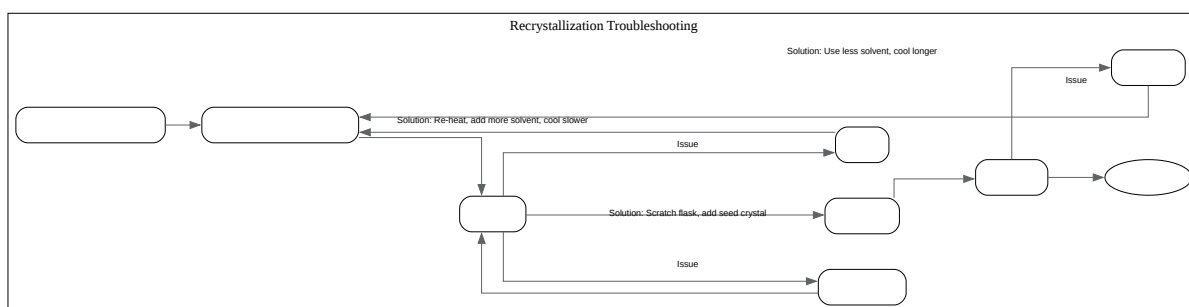 Recrystallization Troubleshooting
Solution: Use less solvent, cool longer
Issue
Solution: Re-heat, add more solvent, cool slower
Issue
Solution: Scratch flask, add seed crystal
Issue